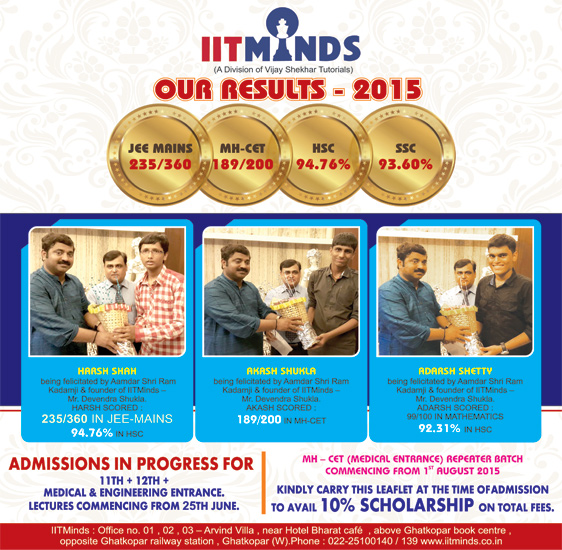 IITMINDS
(A Division of Vijay Shekhar Tutorials)
OUR RESULTS - 2015
JEE MAINS
235/360
MH-CET
189/200
HSC
94.76%
SSC
93.60%
HARSH SHAH
being felicitated by Aamdar Shri Ram
Kadamji & founder of IITMinds –
Mr. Devendra Shukla.
HARSH SCORED :
235/360 IN JEE-MAINS
94.76% IN HSC
AKASH SHUKLA
being felicitated by Aamdar Shri Ram
Kadamji & founder of IITMinds –
Mr. Devendra Shukla.
AKASH SCORED :
189/200 IN MH-CET
ADARSH SHETTY
being felicitated by Aamdar Shri Ram
Kadamji & founder of IITMinds –
Mr. Devendra Shukla.
ADARSH SCORED :
99/100 IN MATHEMATICS
92.31% IN HSC
ADMISSIONS IN PROGRESS FOR
11TH + 12TH +
MEDICAL & ENGINEERING ENTRANCE.
LECTURES COMMENCING FROM 25TH JUNE.
MH – CET (MEDICAL ENTRANCE) REPEATER BATCH
COMMENCING FROM 1ST AUGUST 2015
KINDLY CARRY THIS LEAFLET AT THE TIME OFADMISSION
TO AVAIL 10% SCHOLARSHIP ON TOTAL FEES.
IITMinds : Office no. 01 , 02 , 03 – Arvind Villa , near Hotel Bharat café , above Ghatkopar book centre ,
opposite Ghatkopar railway station , Ghatkopar (W).Phone : 022-25100140 / 139 www.iitminds.co.in